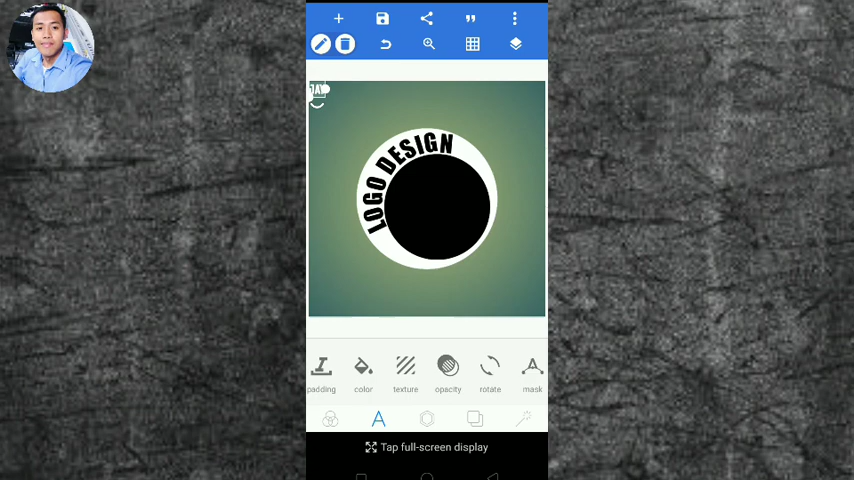 LOGO DESIGN
padding
color
texture
opacity
rotate
mask
Tap full-screen display